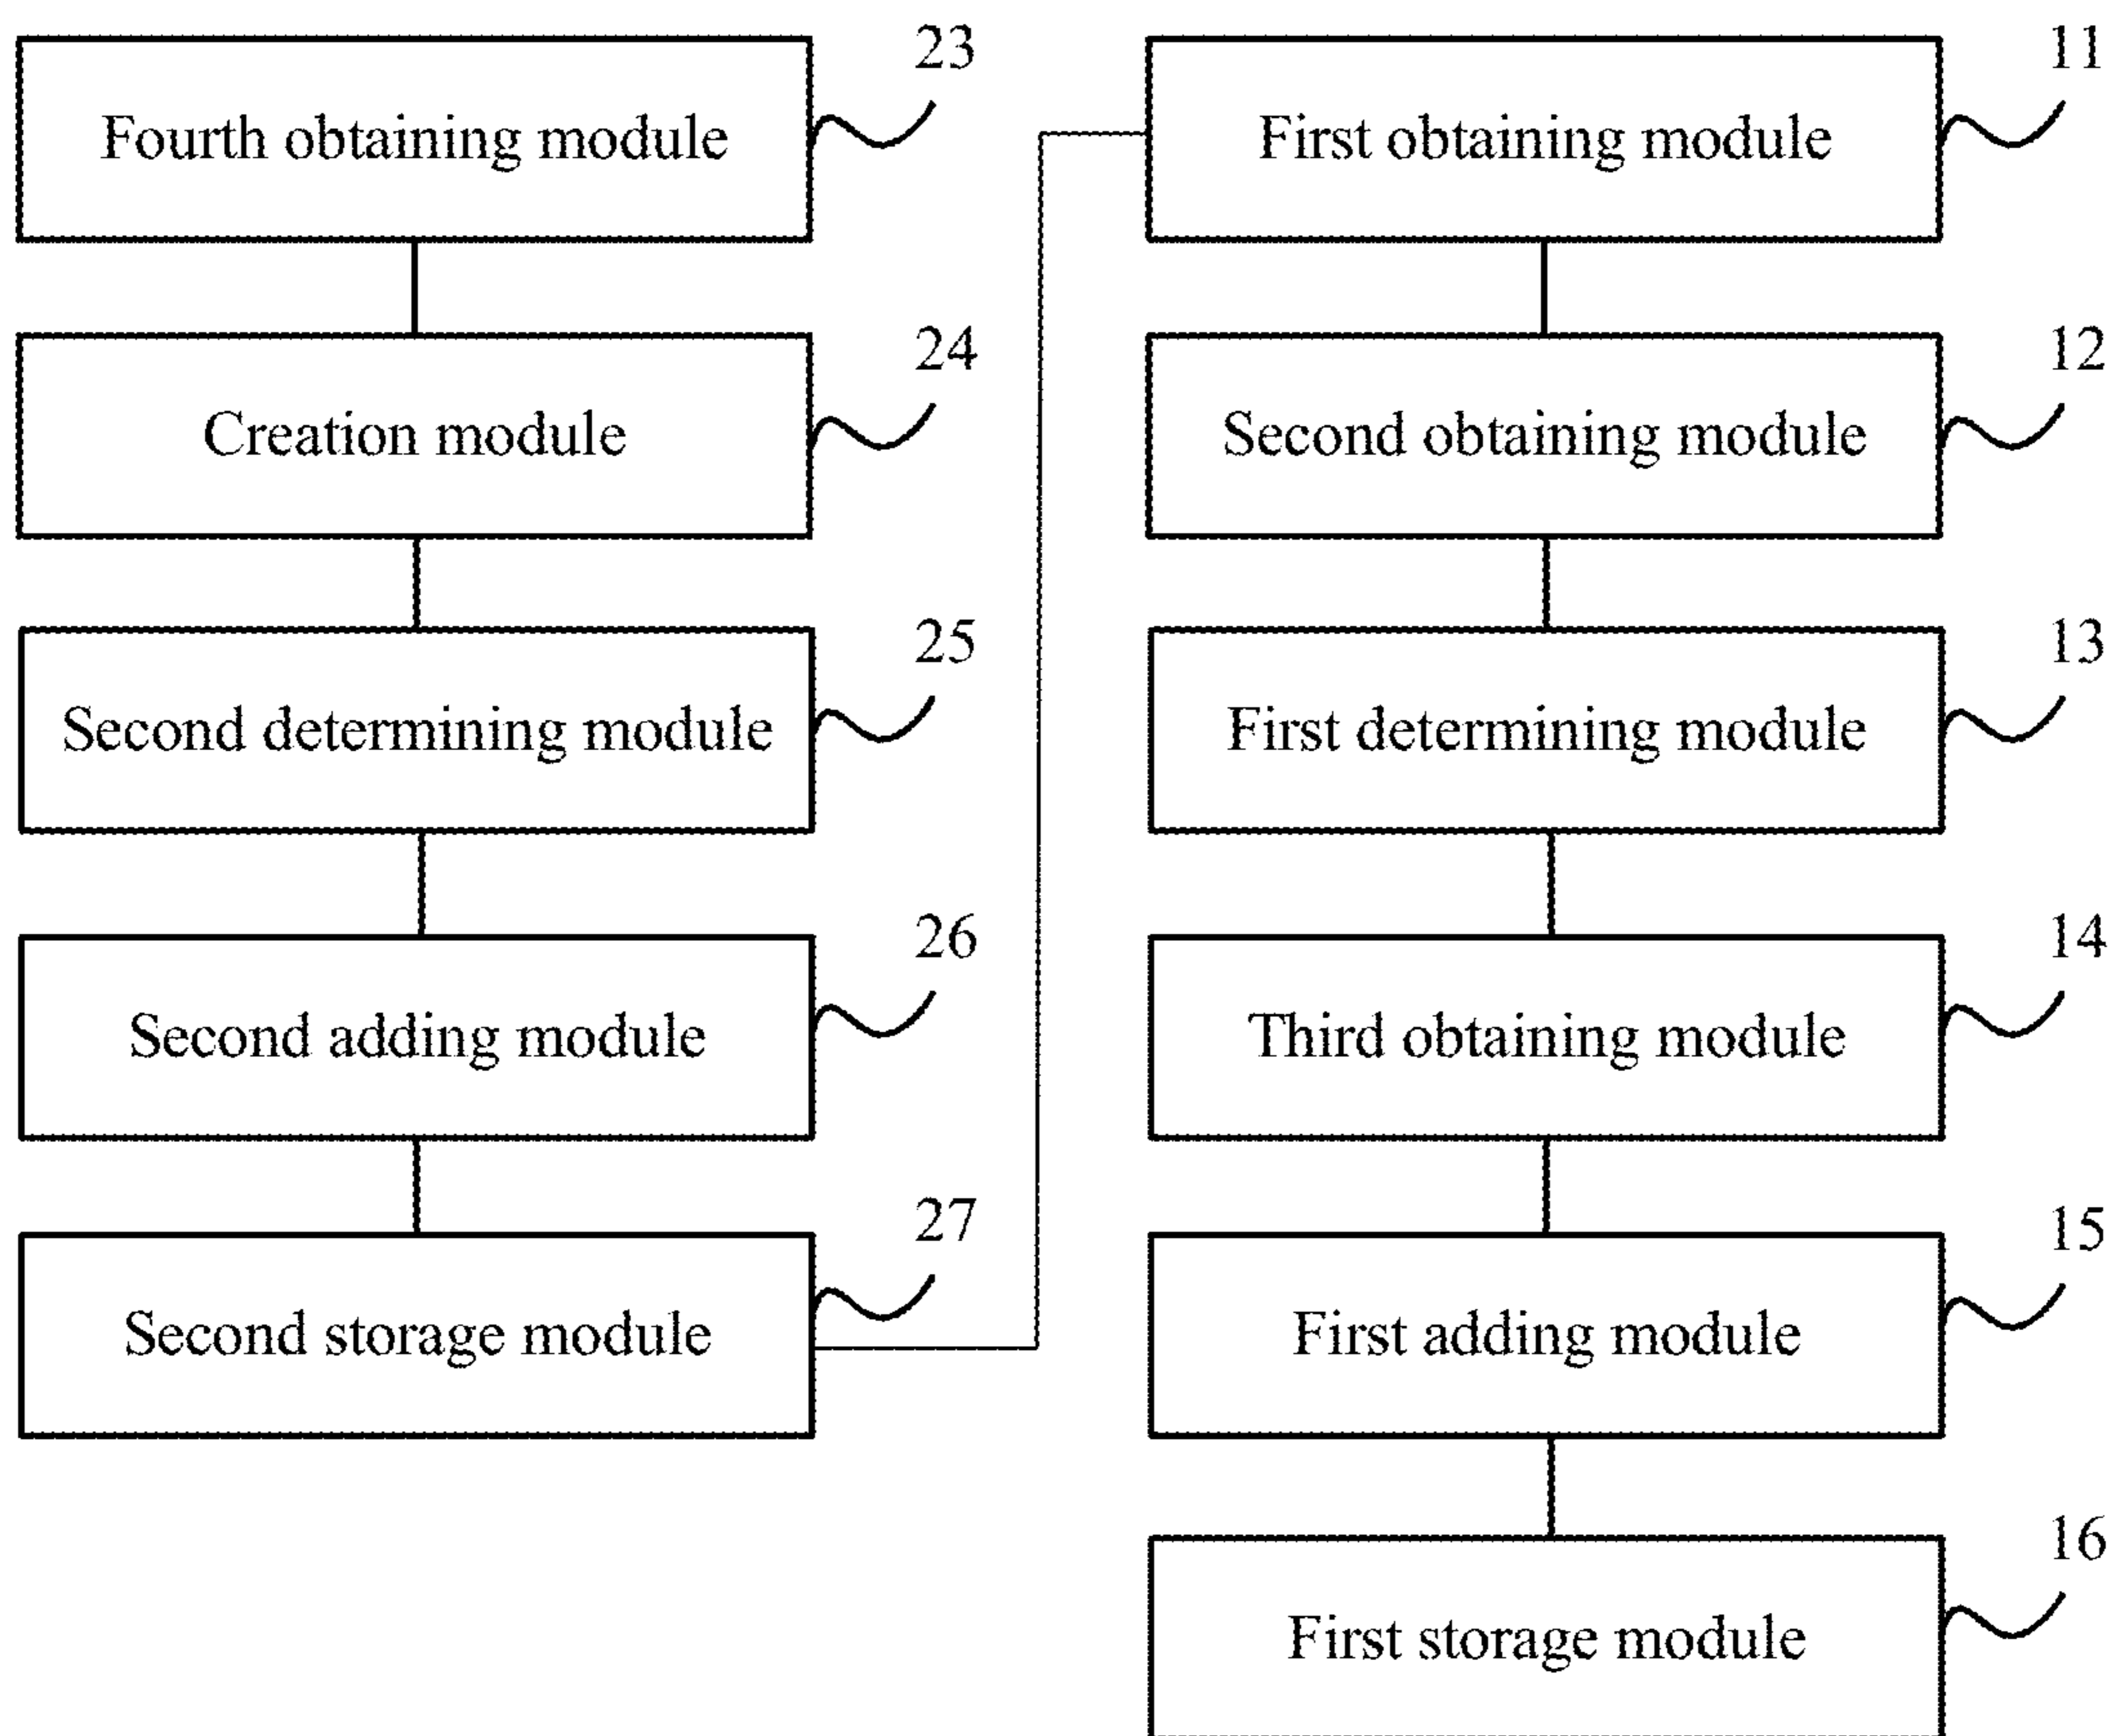 23
Fourth obtaining module
24
Creation module
25
Second determining module
26
Second adding module
27
Second storage module
11
First obtaining module
12
Second obtaining module
13
First determining module
14
Third obtaining module
15
First adding module
16
First storage module